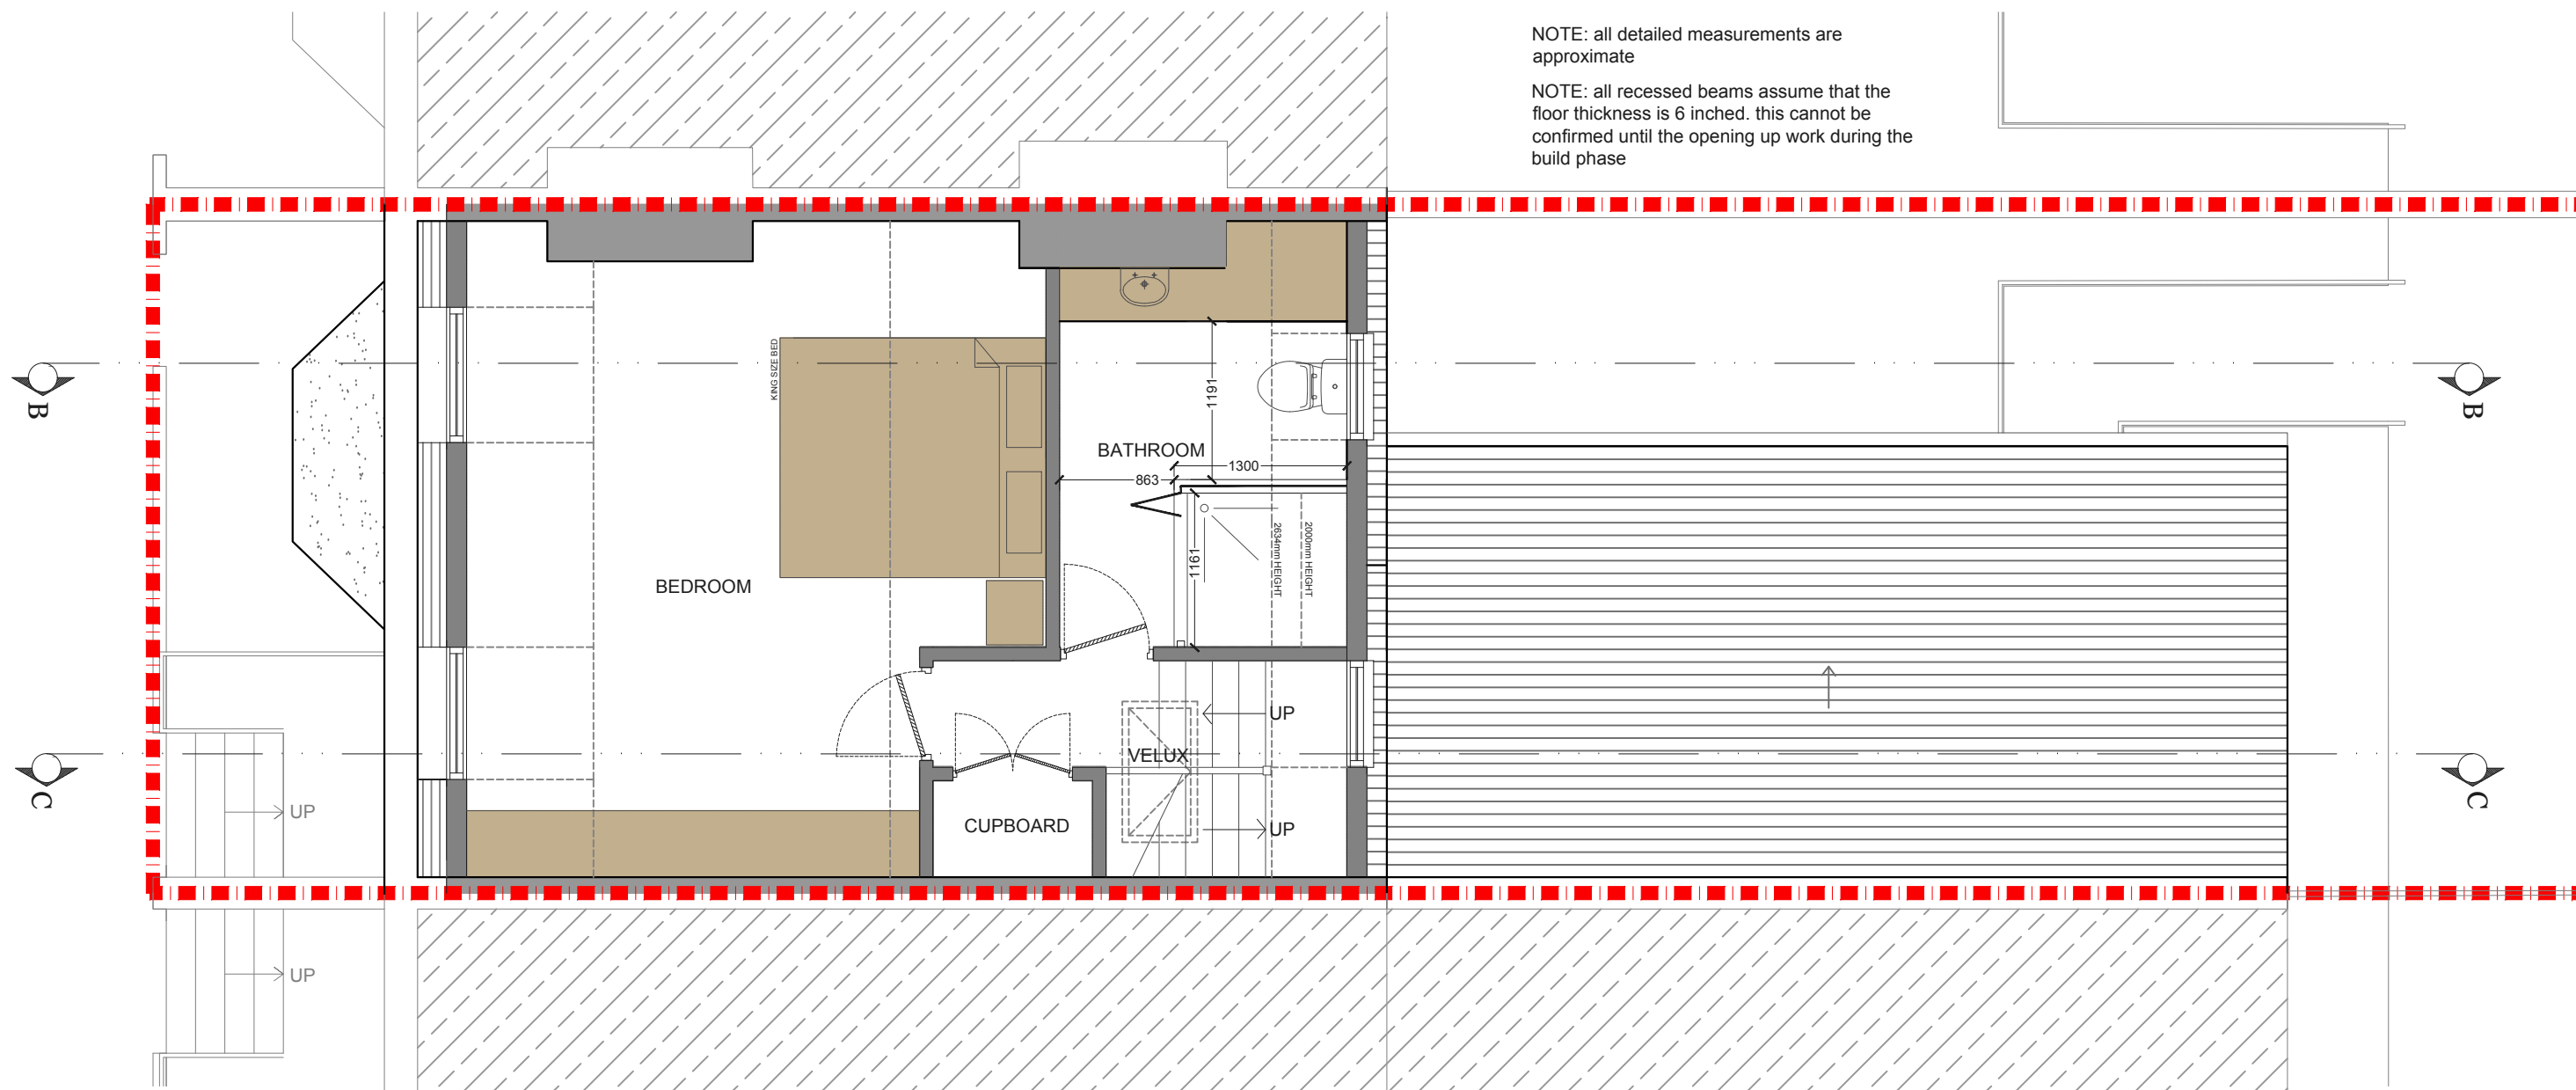 NOTE: all detailed measurements are
approximate
NOTE: all recessed beams assume that the
floor thickness is 6 inched. this cannot be
confirmed until the opening up work during the
build phase
KING SIZE BED
B
B
1191
BATHROOM
1300
863
2634mm HEIGHT
2000mm HEIGHT
1161
BEDROOM
UP
VELUX
C
C
UP
CUPBOARD
UP
UP